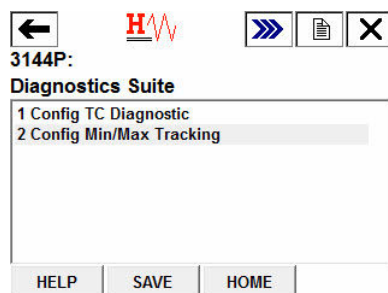 H
3144P:
Diagnostics Suite
1 Config TC Diagnostic
2 Config Min/Max Tracking
HELP SAVE HOME